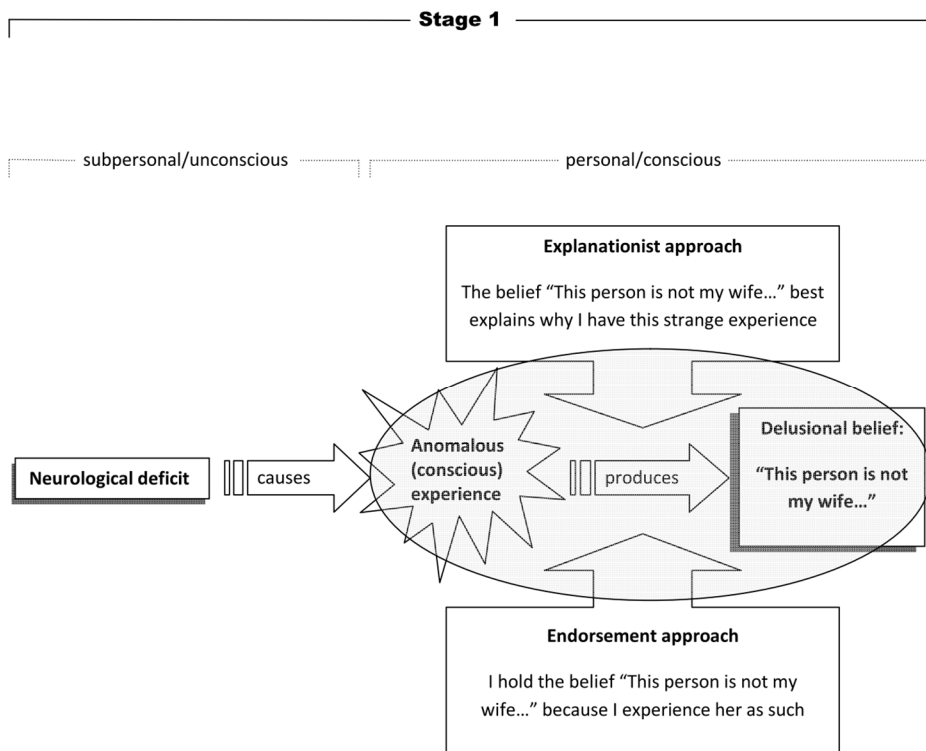 Stage 1
subpersonal/unconscious
personal/conscious
Explanationist approach
The belief “This person is not my wife…” best
explains why I have this strange experience
Neurological deficit
causes
Anomalous
(conscious)
experience
produces
Delusional belief:
“This person is not
my wife…”
Endorsement approach
I hold the belief “This person is not my
wife…” because I experience her as such